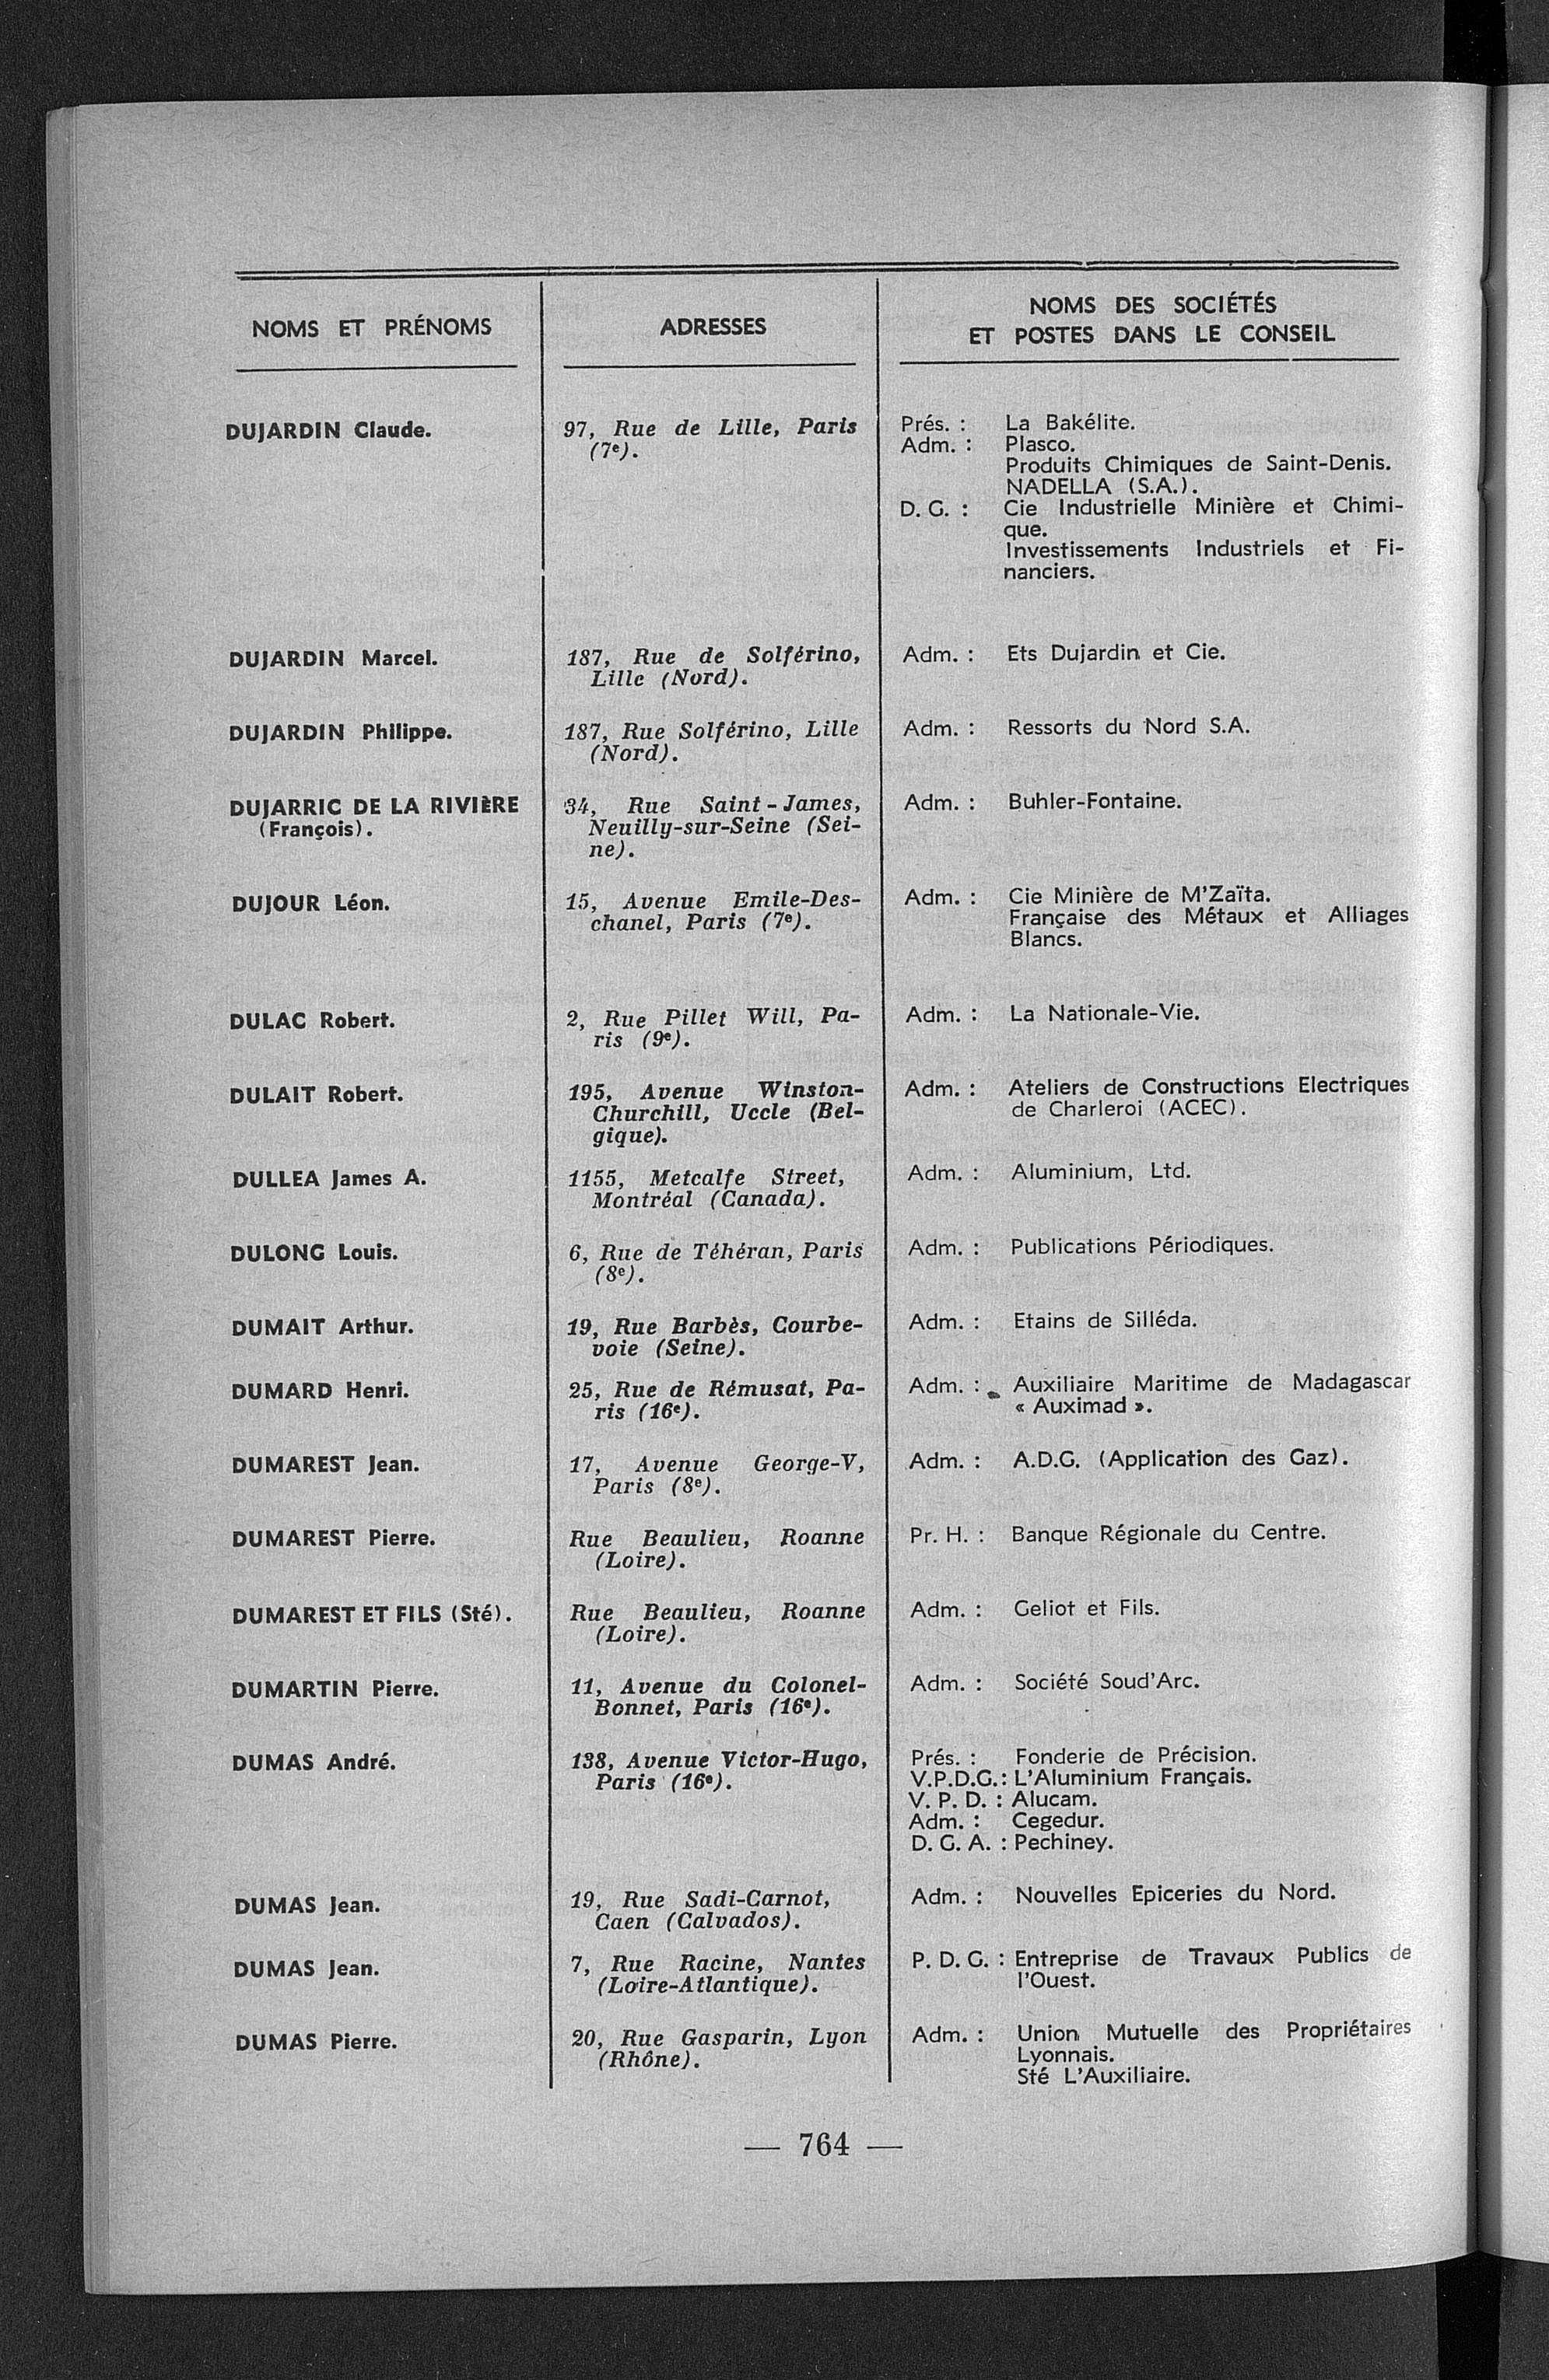 NOMS ET PRÉNOMS
ADRESSES
NOMS DES SOCIÉTÉS
ET POSTES DANS LE CONSEIL
DUJARDIN Claude.
97, Rue de Lille, Paris
(7e).
Prés. : La Bakélite.
Adm. : Plasco.
Produits Chimiques de Saint-Denis.
NADELLA (S.A.).
D. G. : Cie Industrielle Minière et Chimi-
que.
Investissements Industriels et Fi-
nanciers.
DUJARDIN Marcel.
187, Rue de Solférino,
Lille (Nord).
Adm. : Ets Dujardin et Cie.
DUJARDIN Philippe.
187, Rue Solférino, Lille
(Nord).
Adm. : Ressorts du Nord S.A.
DUJARRIC DE LA RIVIÈRE
(François).
34, Rue Saint-James,
Neuilly-sur-Seine (Sei-
ne).
Adm. : Buhler-Fontaine.
DUJOUR Léon.
15, Avenue Emile-Des-
chanel, Paris (7e).
Adm. : Cie Minière de M'Zaïta.
Française des Métaux et Alliages
Blancs.
DULAC Robert.
2, Rue Pillet Will, Pa-
ris (9e).
Adm. : La Nationale-Vie.
DULAIT Robert.
195, Avenue Winston-
Churchill, Uccle (Bel-
gique).
Adm. : Ateliers de Constructions Electriques
de Charleroi (ACEC).
DULLEA James A.
1155, Metcalfe Street,
Montréal (Canada).
Adm. : Aluminium, Ltd.
DULONG Louis.
6, Rue de Téhéran, Paris
(8e).
Adm. : Publications Périodiques.
DUMAIT Arthur.
19, Rue Barbès, Courbe-
voie (Seine).
Adm. : Etains de Silléda.
DUMARD Henri.
25, Rue de Rémusat, Pa-
ris (16e).
Adm. : Auxiliaire Maritime de Madagascar
« Auximad ».
DUMAREST Jean.
17, Avenue George-V,
Paris (8e).
Adm. : A.D.G. (Application des Gaz).
DUMAREST Pierre.
Rue Beaulieu, Roanne
(Loire).
Pr. H. : Banque Régionale du Centre.
DUMAREST ET FILS (Sté).
Rue Beaulieu, Roanne
(Loire).
Adm. : Geliot et Fils.
DUMARTIN Pierre.
11, Avenue du Colonel-
Bonnet, Paris (16e).
Adm. : Société Soud'Arc.
DUMAS André.
138, Avenue Victor-Hugo,
Paris (16e).
Prés. : Fonderie de Précision.
V.P.D.G. : L'Aluminium Français.
V. P. D. : Alucam.
Adm. : Cegedur.
D. G. A. : Pechiney.
DUMAS Jean.
19, Rue Sadi-Carnot,
Caen (Calvados).
Adm. : Nouvelles Epiceries du Nord.
DUMAS Jean.
7, Rue Racine, Nantes
(Loire-Atlantique).
P. D. G. : Entreprise de Travaux Publics de
l'Ouest.
DUMAS Pierre.
20, Rue Gasparin, Lyon
(Rhône).
Adm. : Union Mutuelle des Propriétaires
Lyonnais.
Sté L'Auxiliaire.
— 764 —